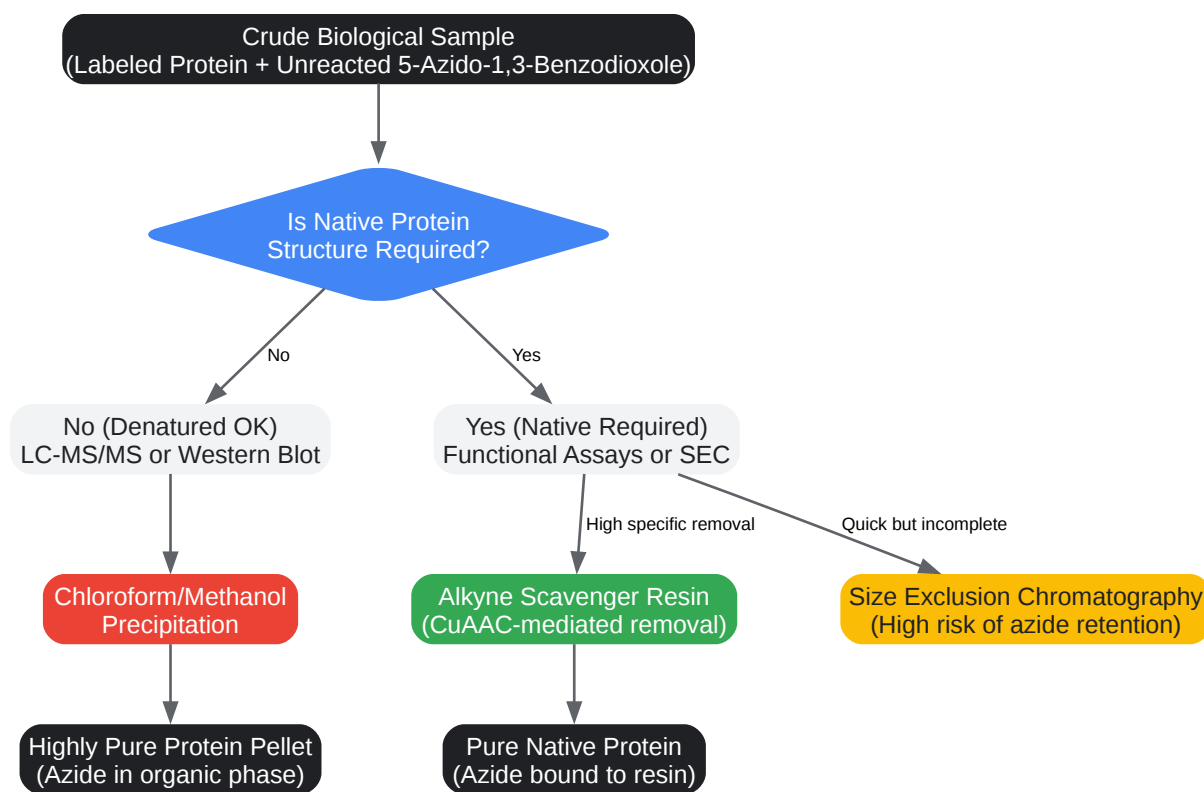 Crude Biological Sample
(Labeled Protein + Unreacted 5-Azido-1,3-Benzodioxole)
Is Native Protein
Structure Required?
No
Yes
No (Denatured OK)
LC-MS/MS or Western Blot
Yes (Native Required)
Functional Assays or SEC
High specific removal
Quick but incomplete
Chloroform/Methanol
Precipitation
Alkyne Scavenger Resin
(CuAAC-mediated removal)
Size Exclusion Chromatography
(High risk of azide retention)
Highly Pure Protein Pellet
(Azide in organic phase)
Pure Native Protein
(Azide bound to resin)